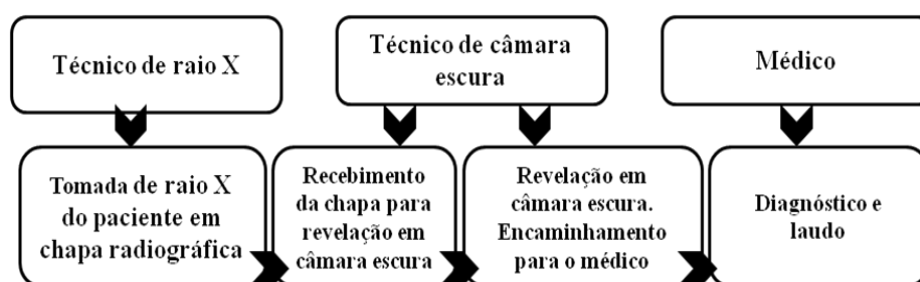 Técnico de raio X
Técnico de câmara
escura
Médico
Tomada de raio X
do paciente em
chapa radiográfica
Recebimento
da chapa para
revelação em
câmara escura
Revelação em
câmara escura.
Encaminhamento
para o médico
Diagnóstico e
laudo